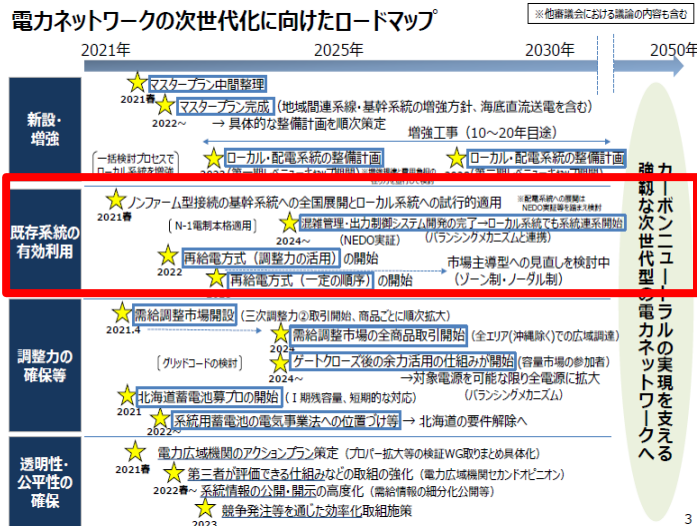 電力ネットワークの次世代化に向けたロードマップ
※他審議会における議論の内容も含む
2021年 2025年 2030年 2050年
新設・増強
マスタープラン中間整理
2021春
マスタープラン完成（地域間連系線・基幹系統の増強方針、海底直流送電を含む）
2022～ → 具体的な整備計画を順次策定
増強工事（10～20年目途）
一括検討プロセスでローカル系統を増強
ローカル・配電系統の整備計画
ローカル・配電系統の整備計画
既存系統の有効利用
ノンファーム型接続の基幹系統への全国展開とローカル系統への試行的適用
2021春
※配電系統への展開はNEDO実証等を踏まえ検討
〔N-1電制本格適用〕
混雑管理・出力制御システム開発の完了→ローカル系統でも系統連系開始
2024～ （NEDO実証） （バランシングメカニズムと連携）
再給電方式（調整力の活用）の開始
2022
再給電方式（一定の順序）の開始
市場主導型への見直しを検討中
（ゾーン制・ノーダル制）
調整力の確保等
需給調整市場開設（三次調整力②取引開始、商品ごとに順次拡大）
2021.4
需給調整市場の全商品取引開始（全エリア(沖縄除く)での広域調達）
2024
〔グリッドコードの検討〕
ゲートクローズ後の余力活用の仕組みが開始（容量市場の参加者）
2024～ →対象電源を可能な限り全電源に拡大
（バランシングメカニズム）
北海道蓄電池募プロの開始（Ⅰ期残容量、短期的な対応）
2021
系統用蓄電池の電気事業法への位置づけ等 → 北海道の要件解除へ
2022～
透明性・公平性の確保
電力広域機関のアクションプラン策定（プロパー拡大等の検証WG取りまとめ具体化）
2021春
第三者が評価できる仕組みなどの取組の強化（電力広域機関セカンドオピニオン）
2022春～ 系統情報の公開・開示の高度化（需給情報の細分化公開等）
競争発注等を通じた効率化取組施策
2023
カーボンニュートラルの実現を支える
強靱な次世代型の電力ネットワークへ
3